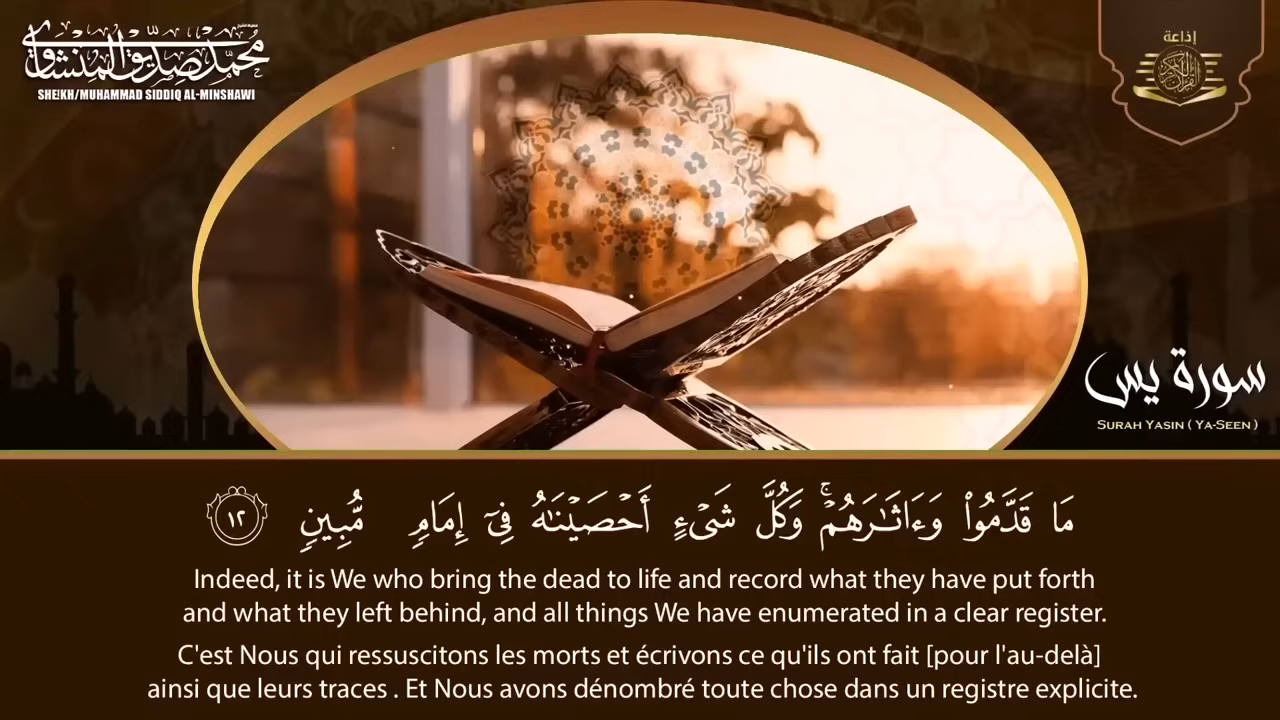 محمد صديق المنشاوي
SHEIKH/MUHAMMAD SIDDIQ AL-MINSHAWI
إذاعة
القرآن الكريم
سورة يس
SURAH YASIN ( YA-SEEN )
مَا قَدَّمُوا۟ وَءَاثَـٰرَهُمْ ۚ وَكُلَّ شَىْءٍ أَحْصَيْنَـٰهُ فِىٓ إِمَامٍ مُّبِينٍ ١٢
Indeed, it is We who bring the dead to life and record what they have put forth
and what they left behind, and all things We have enumerated in a clear register.
C'est Nous qui ressuscitons les morts et écrivons ce qu'ils ont fait [pour l'au-delà]
ainsi que leurs traces . Et Nous avons dénombré toute chose dans un registre explicite.